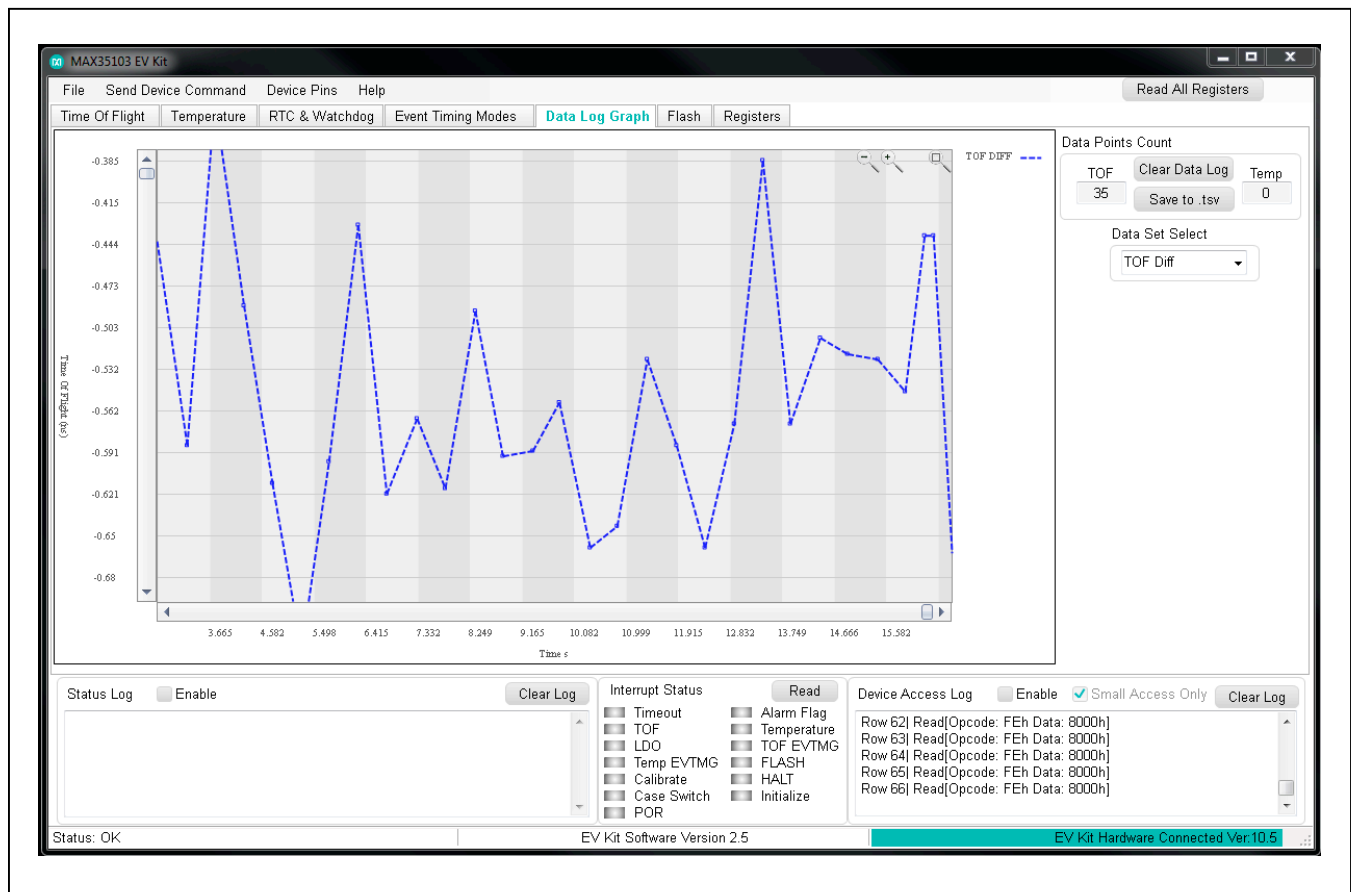 MAX35103 EV Kit
File Send Device Command Device Pins Help
Read All Registers
Time Of Flight Temperature RTC & Watchdog Event Timing Modes Data Log Graph Flash Registers
TOF DIFF
-0.385
-0.415
-0.444
-0.473
-0.503
-0.532
-0.562
-0.591
-0.621
-0.65
-0.68
Time Of Flight (ns)
3.665 4.582 5.498 6.415 7.332 8.249 9.165 10.082 10.999 11.915 12.832 13.749 14.666 15.582
Time s
Data Points Count
TOF Clear Data Log Temp
35 Save to .tsv 0
Data Set Select
TOF Diff
Status Log Enable Clear Log
Interrupt Status Read
Timeout Alarm Flag
TOF Temperature
LDO TOF EVTMG
Temp EVTMG FLASH
Calibrate HALT
Case Switch Initialize
POR
Device Access Log Enable Small Access Only Clear Log
Row 62| Read[Opcode: FEh Data: 8000h]
Row 63| Read[Opcode: FEh Data: 8000h]
Row 64| Read[Opcode: FEh Data: 8000h]
Row 65| Read[Opcode: FEh Data: 8000h]
Row 66| Read[Opcode: FEh Data: 8000h]
Status: OK
EV Kit Software Version 2.5
EV Kit Hardware Connected Ver:10.5